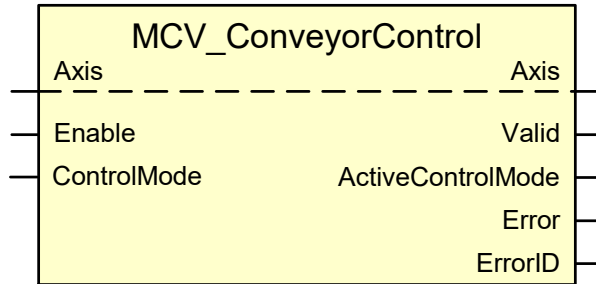 MCV_ConveyorControl
Axis Axis
Enable Valid
ControlMode ActiveControlMode
Error
ErrorID